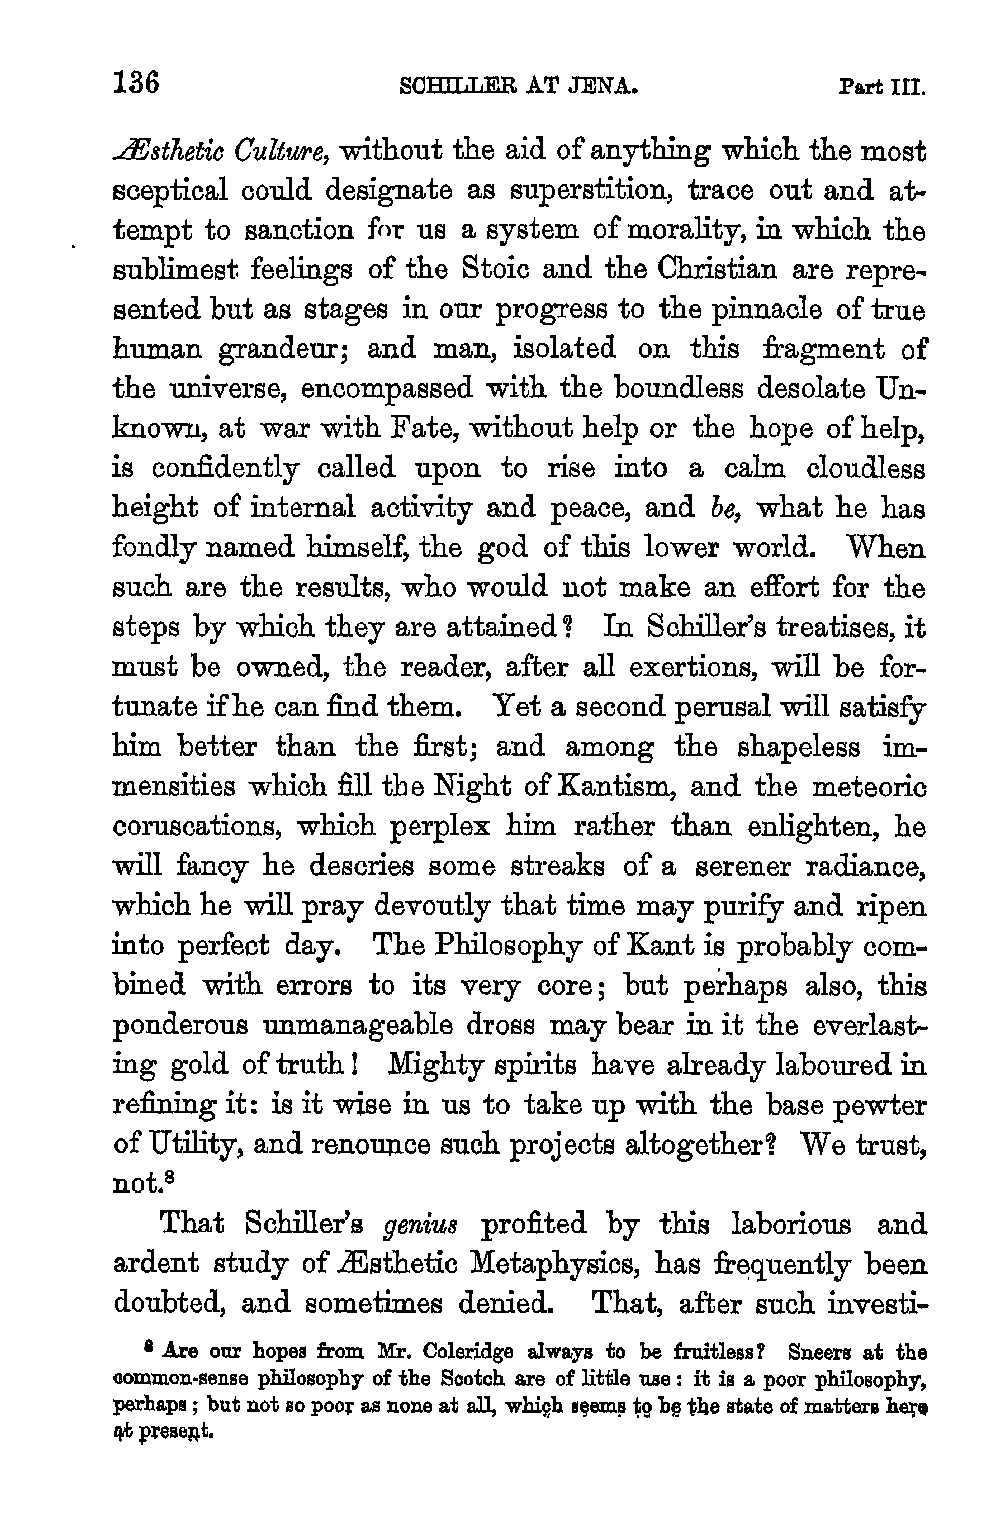 136 SCHILLER AT JENA. Part III.
Æsthetic Culture, without the aid of anything which the most
sceptical could designate as superstition, trace out and at-
tempt to sanction for us a system of morality, in which the
sublimest feelings of the Stoic and the Christian are repre-
sented but as stages in our progress to the pinnacle of true
human grandeur; and man, isolated on this fragment of
the universe, encompassed with the boundless desolate Un-
known, at war with Fate, without help or the hope of help,
is confidently called upon to rise into a calm cloudless
height of internal activity and peace, and be, what he has
fondly named himself, the god of this lower world. When
such are the results, who would not make an effort for the
steps by which they are attained? In Schiller's treatises, it
must be owned, the reader, after all exertions, will be for-
tunate if he can find them. Yet a second perusal will satisfy
him better than the first; and among the shapeless im-
mensities which fill the Night of Kantism, and the meteoric
coruscations, which perplex him rather than enlighten, he
will fancy he descries some streaks of a serener radiance,
which he will pray devoutly that time may purify and ripen
into perfect day. The Philosophy of Kant is probably com-
bined with errors to its very core; but perhaps also, this
ponderous unmanageable dross may bear in it the everlast-
ing gold of truth! Mighty spirits have already laboured in
refining it: is it wise in us to take up with the base pewter
of Utility, and renounce such projects altogether? We trust,
not.⁸
That Schiller's genius profited by this laborious and
ardent study of Æsthetic Metaphysics, has frequently been
doubted, and sometimes denied. That, after such investi-
⁸ Are our hopes from Mr. Coleridge always to be fruitless? Sneers at the
common-sense philosophy of the Scotch are of little use: it is a poor philosophy,
perhaps; but not so poor as none at all, which seems to be the state of matters here
at present.